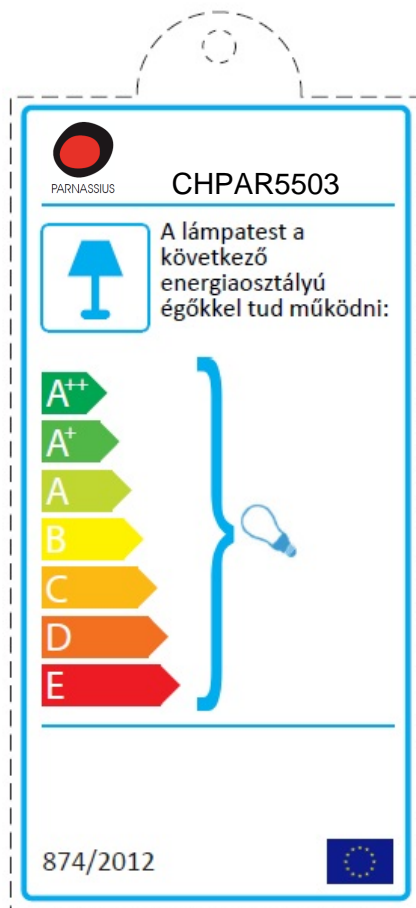 PARNASSIUS
CHPAR5503
A lámpatest a
következő
energiaosztályú
égőkkel tud működni:
A++
A+
A
B
C
D
E
874/2012